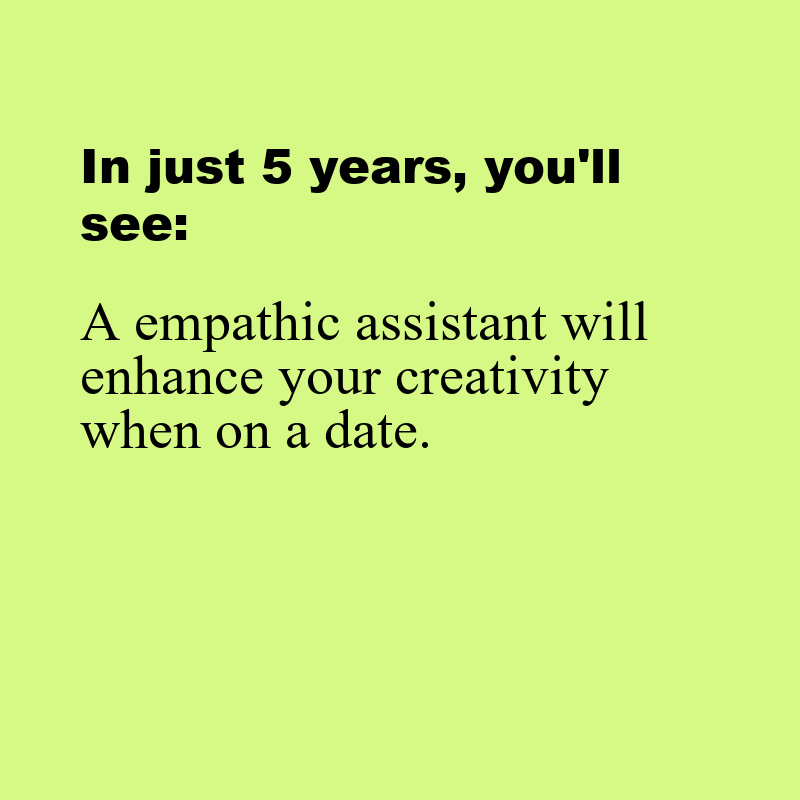 In just 5 years, you'll
see:
A empathic assistant will
enhance your creativity
when on a date.